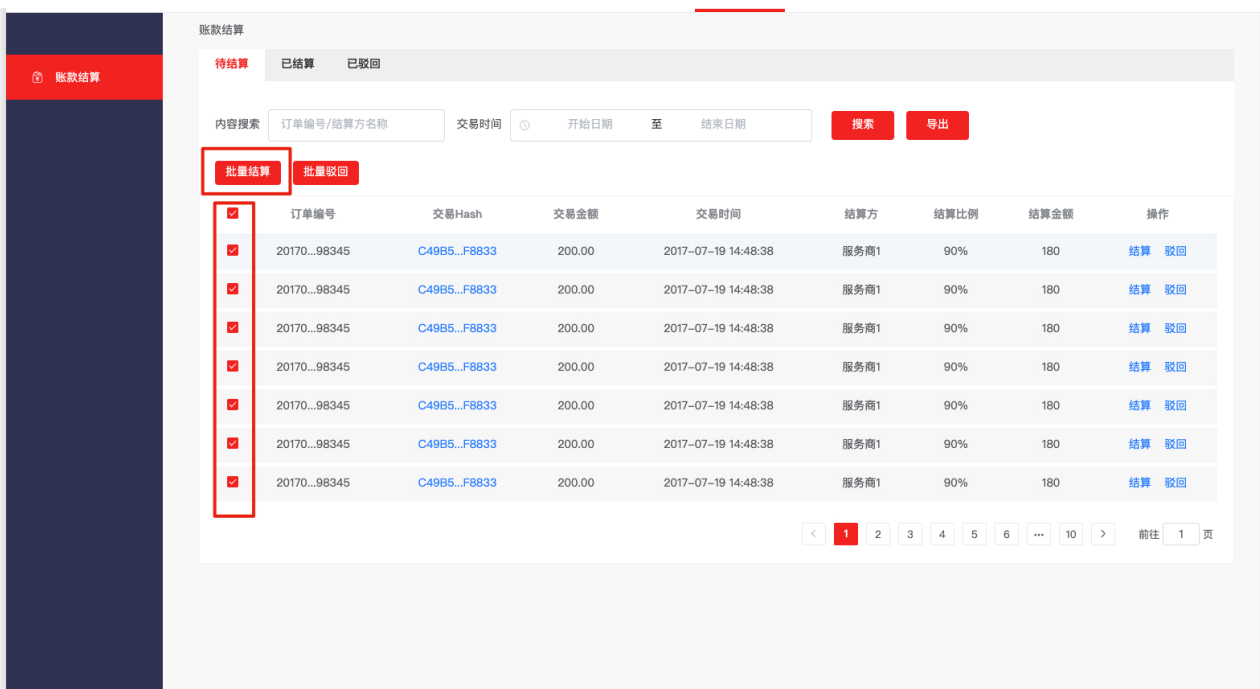 账款结算
账款结算
待结算 已结算 已驳回
内容搜索 订单编号/结算方名称 交易时间 开始日期 至 结束日期 搜索 导出
批量结算 批量驳回
订单编号 交易Hash 交易金额 交易时间 结算方 结算比例 结算金额 操作
20170...98345 C49B5...F8833 200.00 2017-07-19 14:48:38 服务商1 90% 180 结算 驳回
20170...98345 C49B5...F8833 200.00 2017-07-19 14:48:38 服务商1 90% 180 结算 驳回
20170...98345 C49B5...F8833 200.00 2017-07-19 14:48:38 服务商1 90% 180 结算 驳回
20170...98345 C49B5...F8833 200.00 2017-07-19 14:48:38 服务商1 90% 180 结算 驳回
20170...98345 C49B5...F8833 200.00 2017-07-19 14:48:38 服务商1 90% 180 结算 驳回
20170...98345 C49B5...F8833 200.00 2017-07-19 14:48:38 服务商1 90% 180 结算 驳回
20170...98345 C49B5...F8833 200.00 2017-07-19 14:48:38 服务商1 90% 180 结算 驳回
< 1 2 3 4 5 6 ... 10 > 前往 1 页